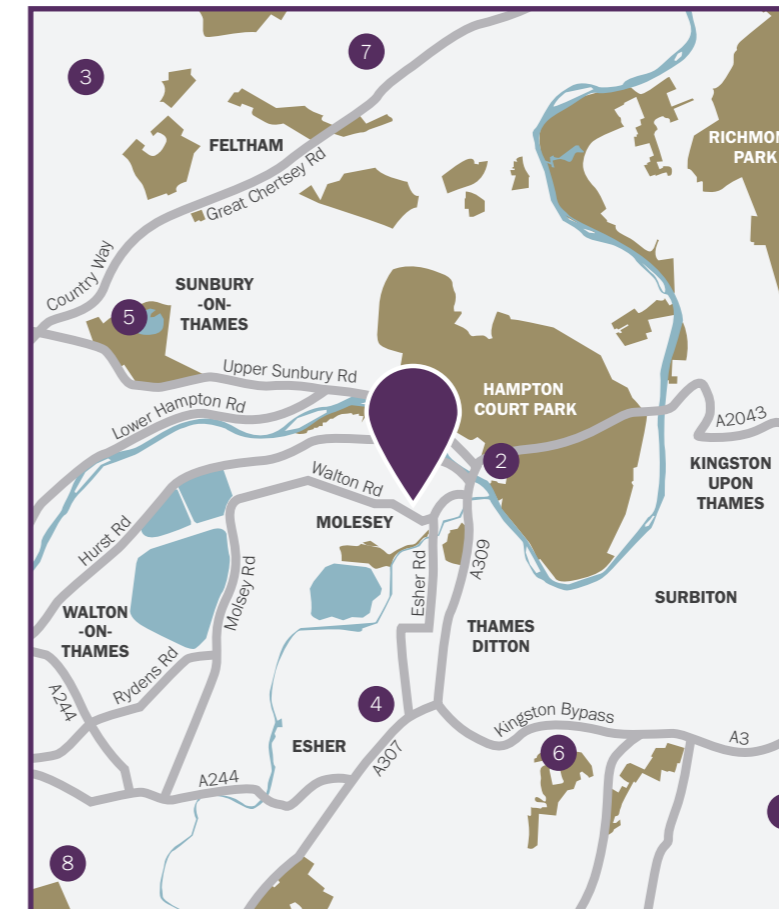 7
3
RICHMON
PARK
FELTHAM
Great Chertsey Rd
Country Way
SUNBURY
-ON-
THAMES
5
Upper Sunbury Rd
HAMPTON
COURT PARK
Lower Hampton Rd
A2043
2
KINGSTON
UPON
THAMES
Walton Rd
MOLESEY
Hurst Rd
Molsey Rd
Esher Rd
A309
SURBITON
WALTON
-ON-
THAMES
THAMES
DITTON
Rydens Rd
A244
4
Kingston Bypass
ESHER
A307
6
A3
A244
8